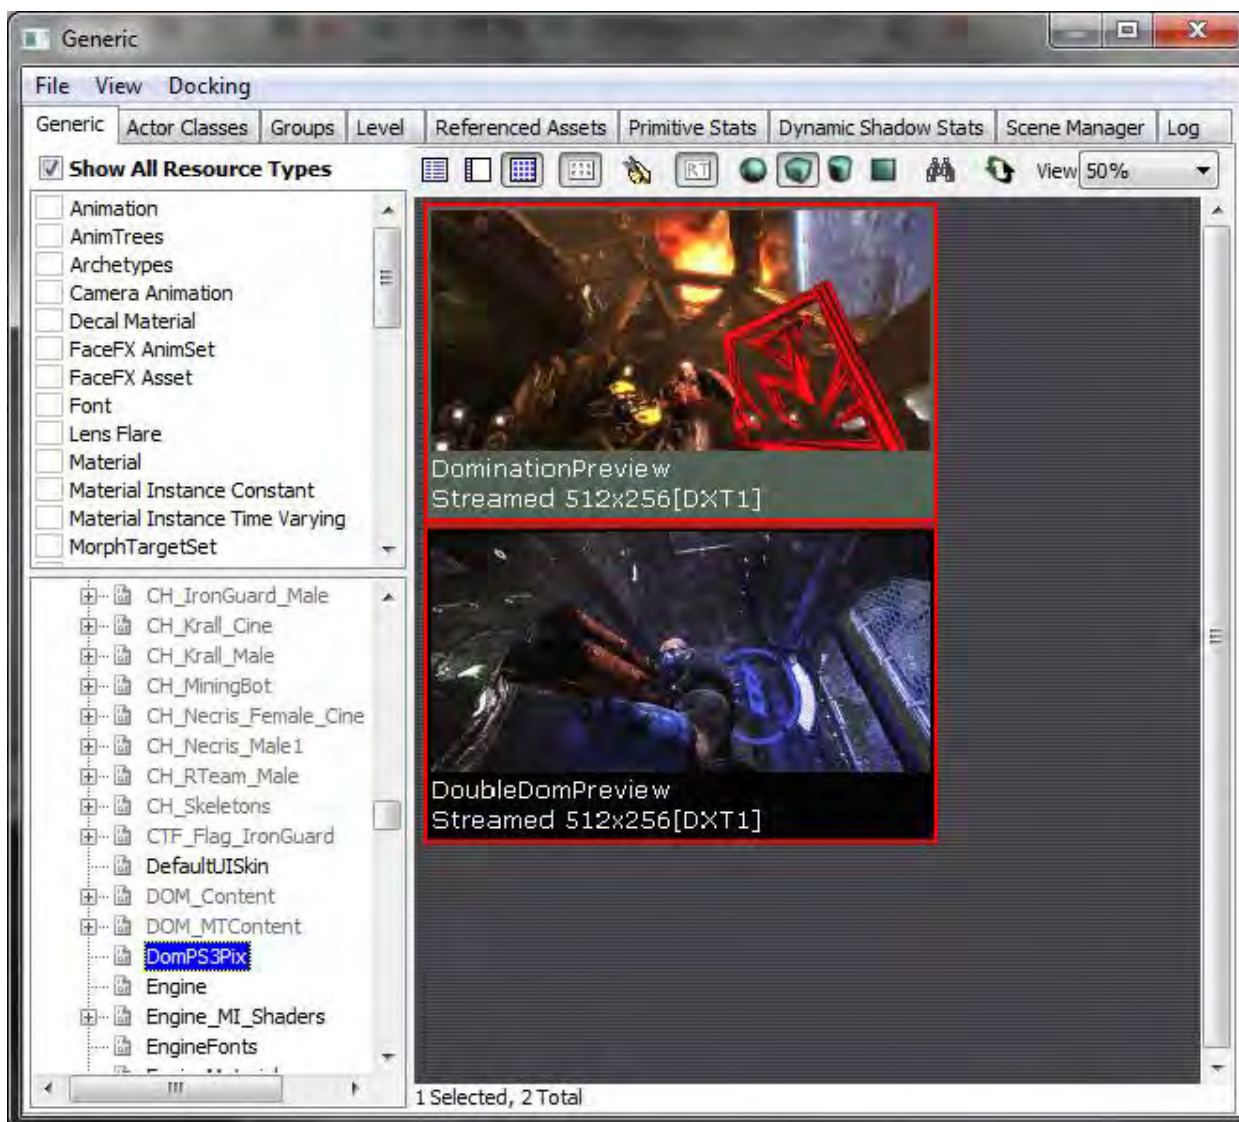 Generic
File View Docking
Generic Actor Classes Groups Level Referenced Assets Primitive Stats Dynamic Shadow Stats Scene Manager Log
Show All Resource Types
RT
View 50%
Animation
AnimTrees
Archetypes
Camera Animation
Decal Material
FaceFX AnimSet
FaceFX Asset
Font
Lens Flare
Material
Material Instance Constant
Material Instance Time Varying
MorphTargetSet
CH_IronGuard_Male
CH_Krall_Cine
CH_Krall_Male
CH_MiningBot
CH_Necris_Female_Cine
CH_Necris_Male1
CH_RTeam_Male
CH_Skeletons
CTF_Flag_IronGuard
DefaultUISkin
DOM_Content
DOM_MTContent
DomPS3Pix
Engine
Engine_MI_Shaders
EngineFonts
DominationPreview
Streamed 512x256[DXT1]
DoubleDomPreview
Streamed 512x256[DXT1]
1 Selected, 2 Total